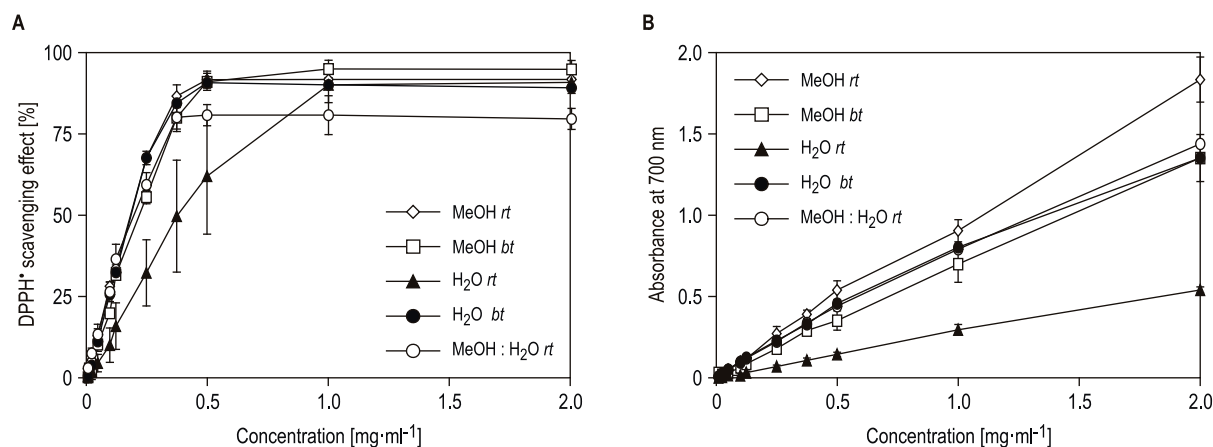 A
DPPH• scavenging effect [%]
100
75
50
25
0
MeOH rt
MeOH bt
H₂O rt
H₂O bt
MeOH : H₂O rt
0
0.5
1.0
1.5
2.0
Concentration [mg·ml⁻¹]
B
Absorbance at 700 nm
2.0
1.5
1.0
0.5
0
MeOH rt
MeOH bt
H₂O rt
H₂O bt
MeOH : H₂O rt
0
0.5
1.0
1.5
2.0
Concentration [mg·ml⁻¹]